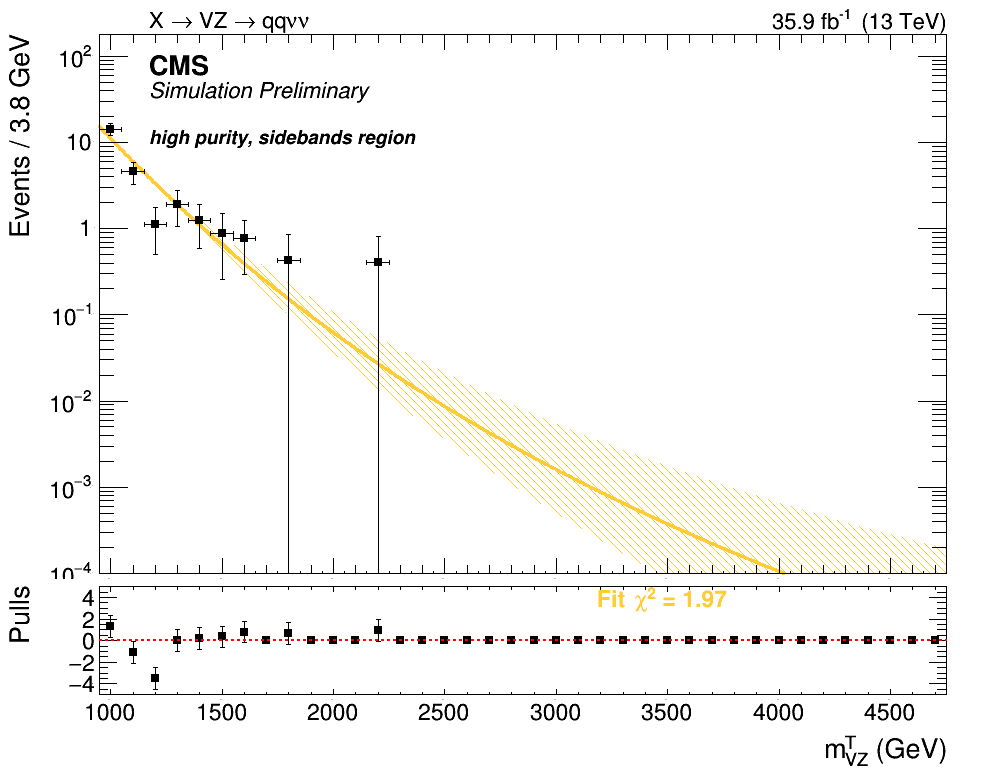 X → VZ → qqνν 35.9 fb⁻¹ (13 TeV)
CMS
Simulation Preliminary
high purity, sidebands region
Events / 3.8 GeV
10²
10
1
10⁻¹
10⁻²
10⁻³
10⁻⁴
Fit χ² = 1.97
Pulls
4
2
0
−2
−4
1000 1500 2000 2500 3000 3500 4000 4500
m^T_VZ (GeV)